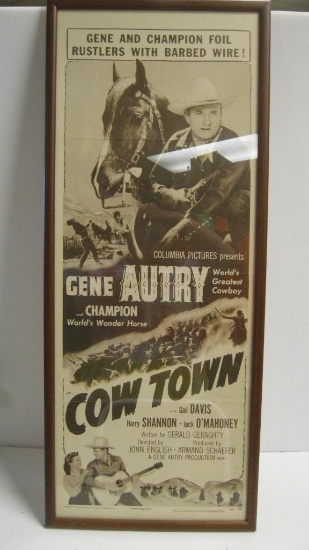 GENE AND CHAMPION FOIL
RUSTLERS WITH BARBED WIRE!
COLUMBIA PICTURES presents
GENE AUTRY World's
Greatest
Cowboy
and CHAMPION
World's Wonder Horse
COW TOWN
with Gail DAVIS
Harry SHANNON • Jock O'MAHONEY
Written by GERALD GERAGHTY
Directed by Produced by
JOHN ENGLISH • ARMAND SCHAEFER
A GENE AUTRY PRODUCTION